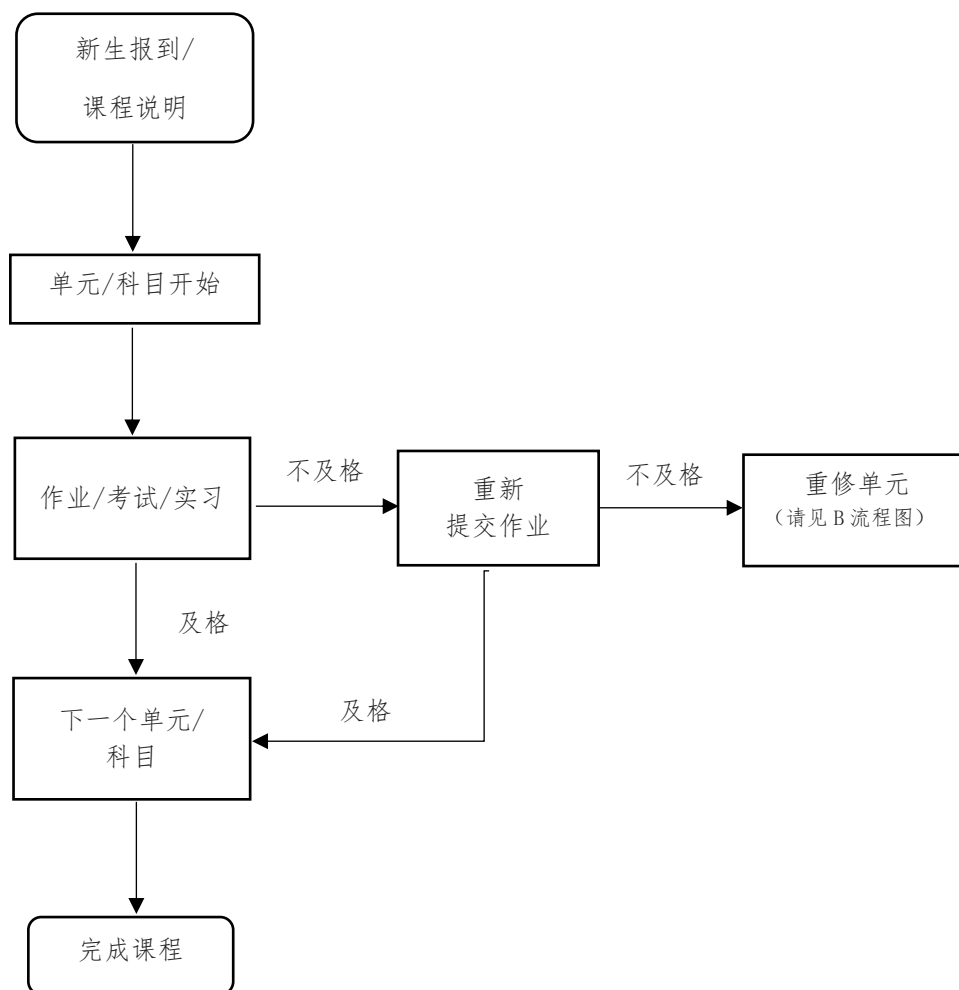 新生报到/
课程说明
单元/科目开始
作业/考试/实习
不及格
重新
提交作业
不及格
重修单元
（请见 B 流程图）
及格
下一个单元/
科目
及格
完成课程